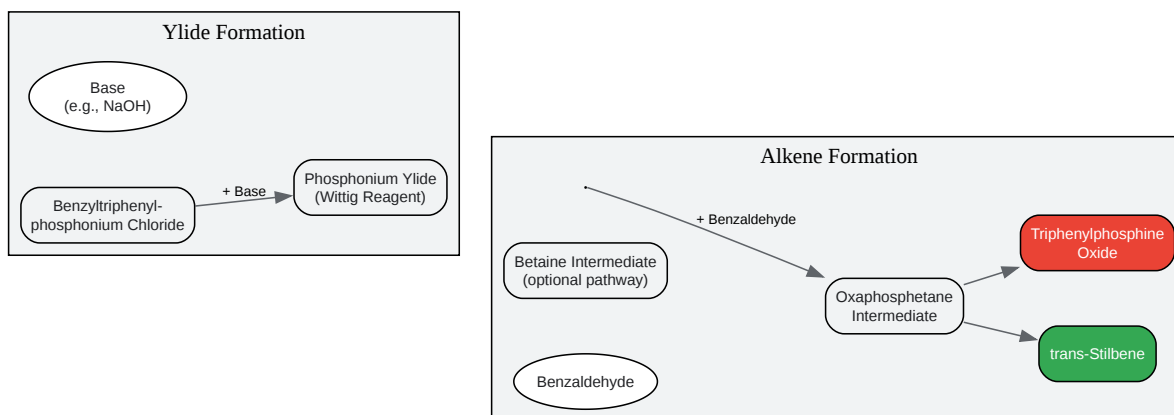 Ylide Formation
Base
(e.g., NaOH)
Benzyltriphenyl-
phosphonium Chloride
+ Base
Phosphonium Ylide
(Wittig Reagent)
Alkene Formation
+ Benzaldehyde
Betaine Intermediate
(optional pathway)
Oxaphosphetane
Intermediate
Triphenylphosphine
Oxide
trans-Stilbene
Benzaldehyde